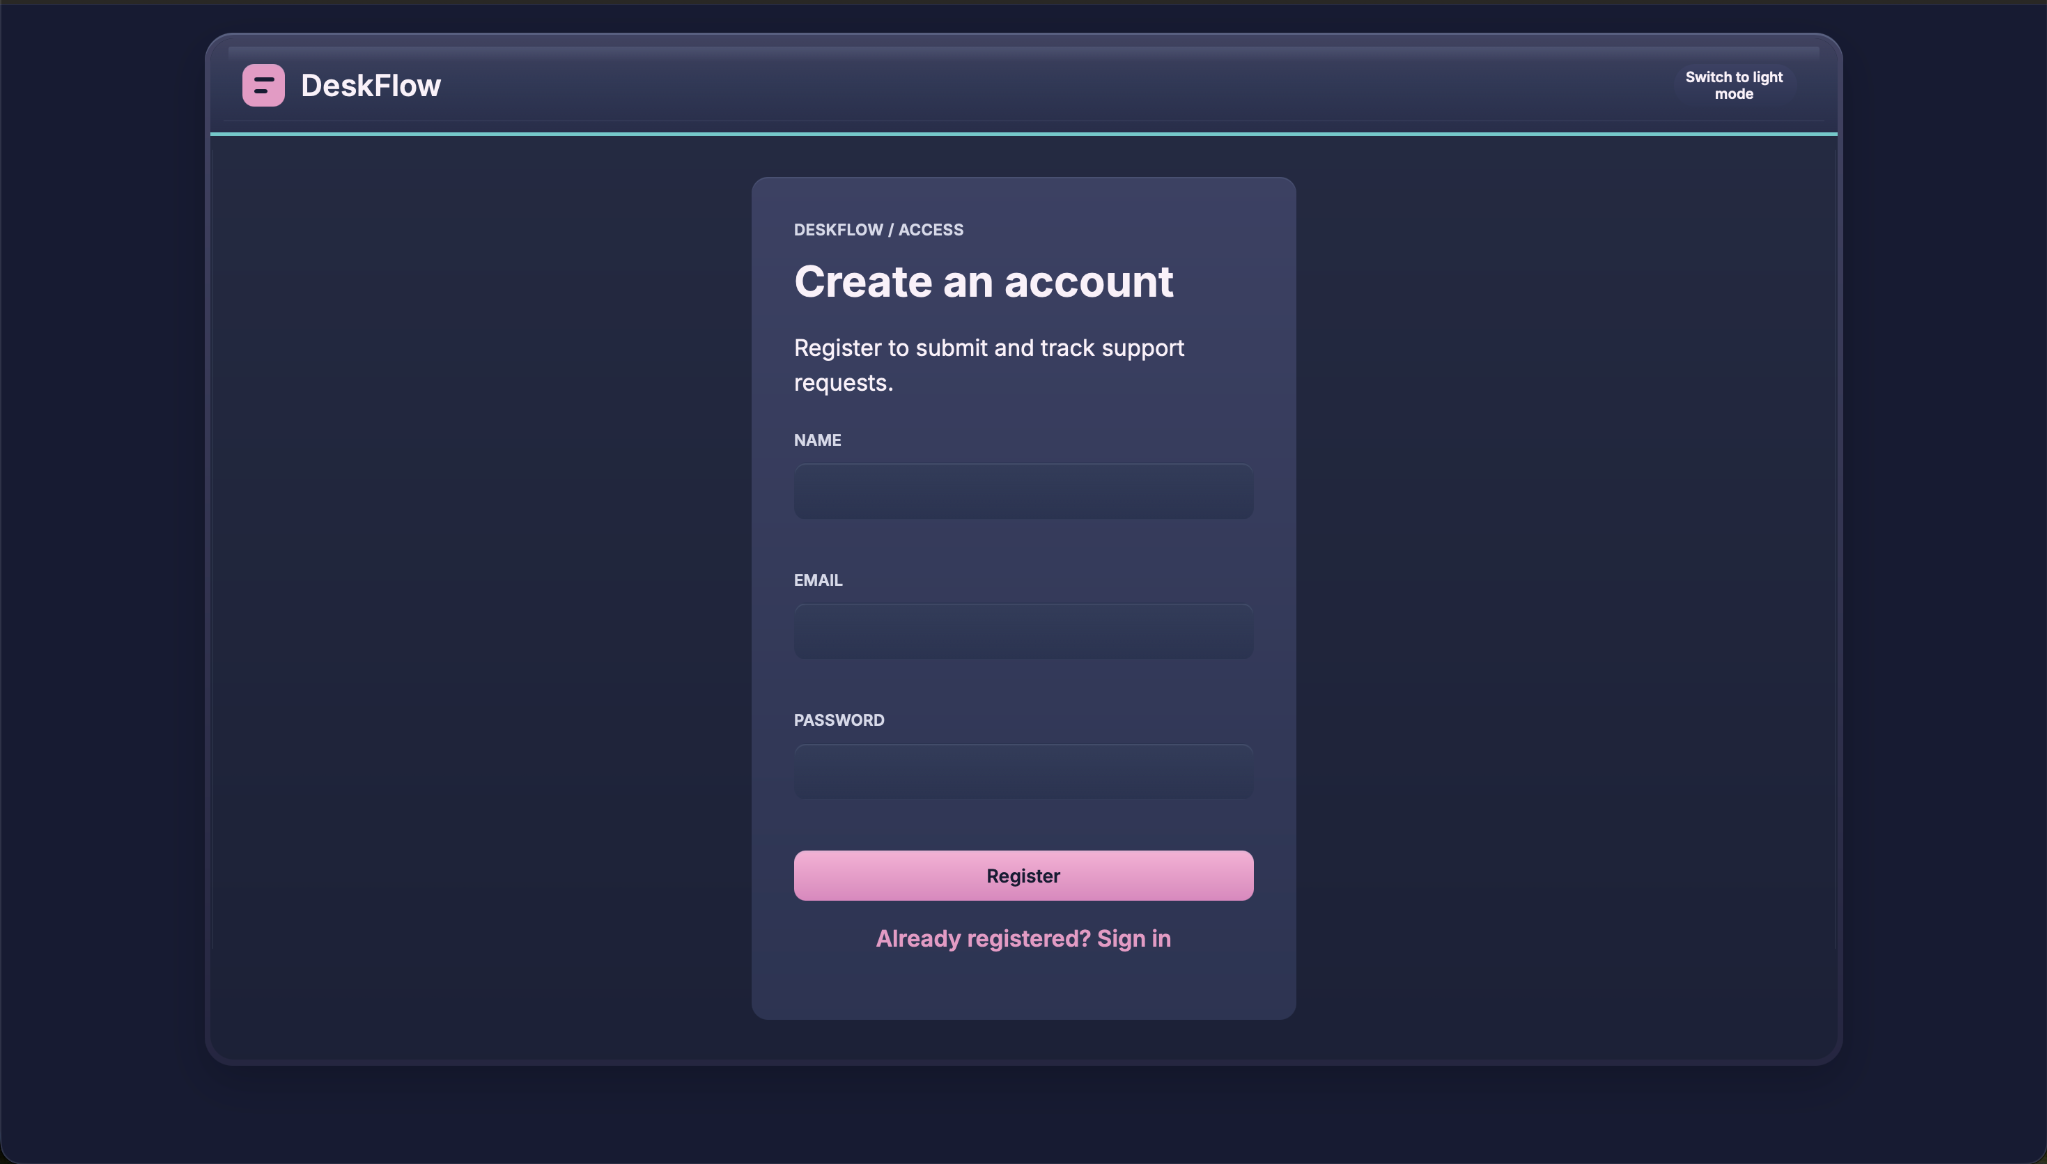 DeskFlow
Switch to light
mode
DESKFLOW / ACCESS
Create an account
Register to submit and track support
requests.
NAME
EMAIL
PASSWORD
Register
Already registered? Sign in